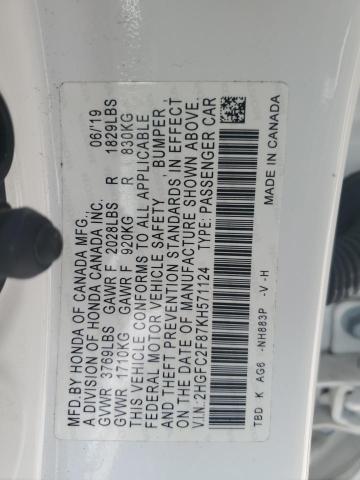 MFD.BY HONDA OF CANADA MFG., 06/19
A DIVISION OF HONDA CANADA INC.
GVWR 3769LBS GAWR F 2028LBS R 1829LBS
GVWR 1710KG GAWR F 920KG R 830KG
THIS VEHICLE CONFORMS TO ALL APPLICABLE
FEDERAL MOTOR VEHICLE SAFETY, BUMPER,
AND THEFT PREVENTION STANDARDS IN EFFECT
ON THE DATE OF MANUFACTURE SHOWN ABOVE.
V.I.N.:2HGFC2F87KH571124 TYPE: PASSENGER CAR
TBD K AG6 -NH883P -V -H MADE IN CANADA